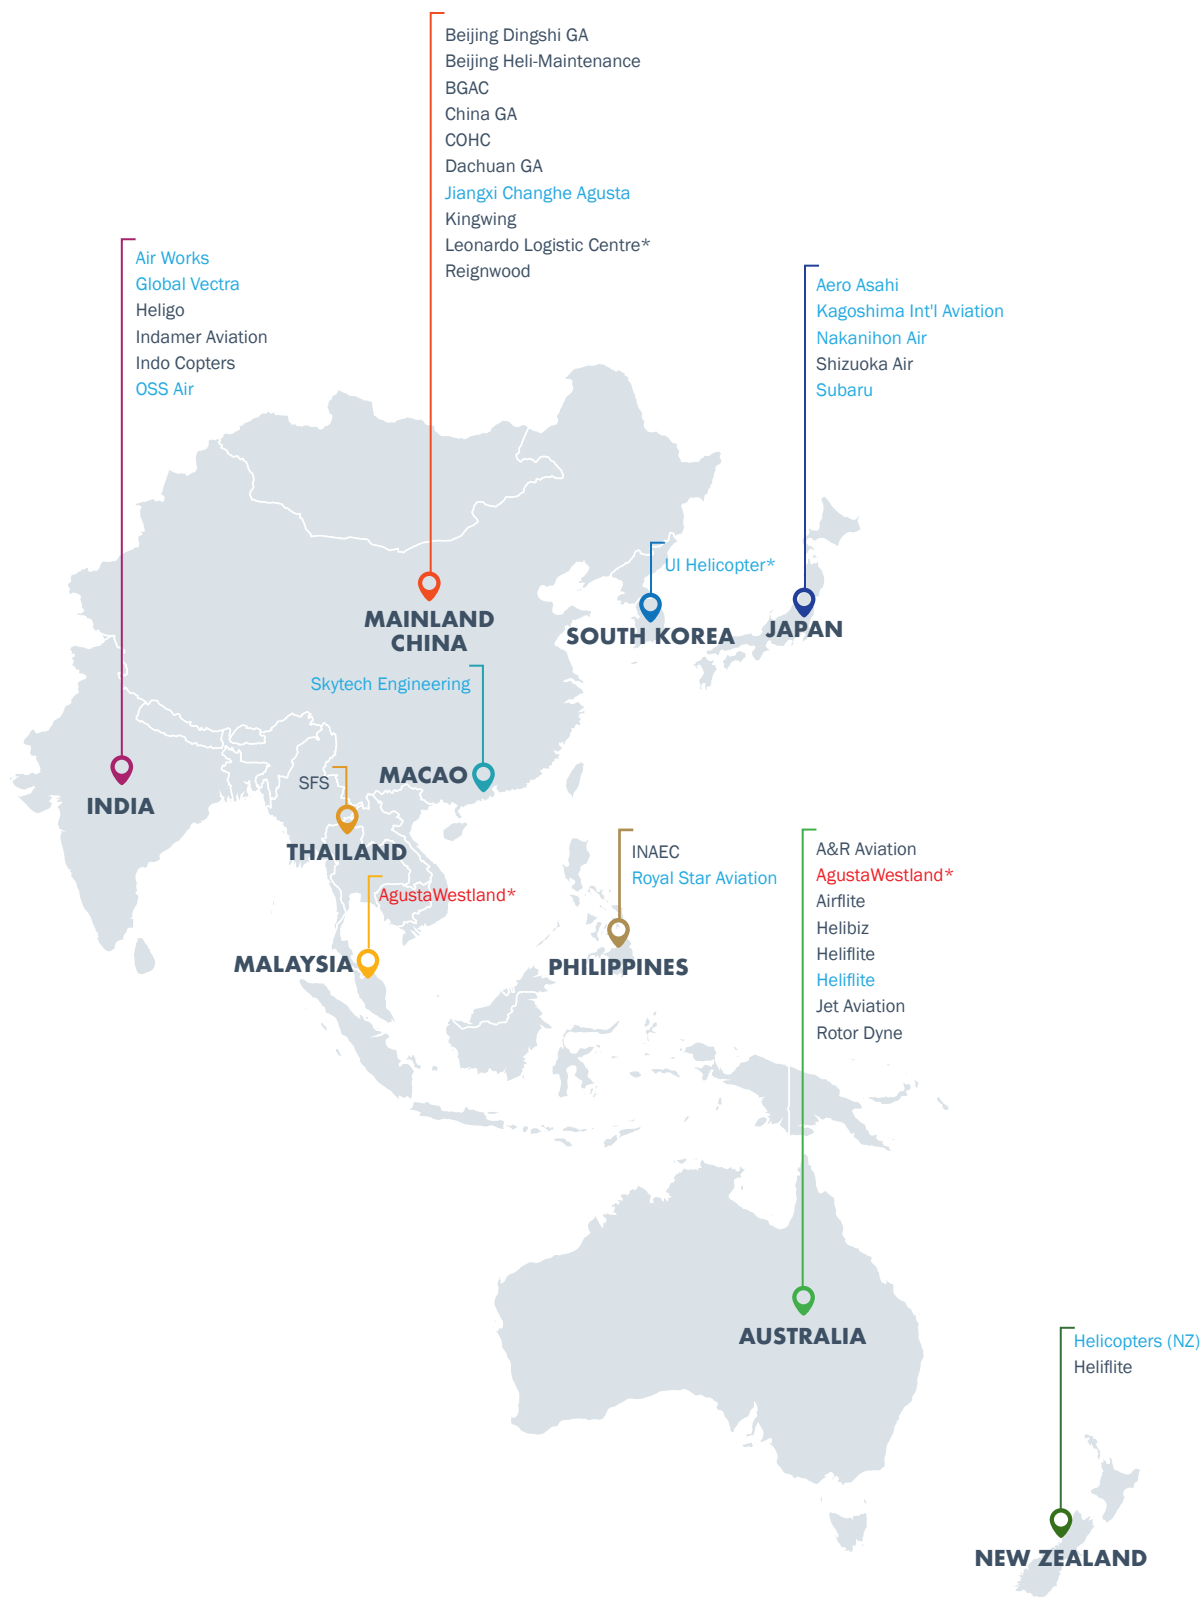 Beijing Dingshi GA
Beijing Heli-Maintenance
BGAC
China GA
COHC
Dachuan GA
Jiangxi Changhe Agusta
Kingwing
Leonardo Logistic Centre*
Reignwood
MAINLAND
CHINA
Air Works
Global Vectra
Heligo
Indamer Aviation
Indo Copters
OSS Air
INDIA
Aero Asahi
Kagoshima Int'l Aviation
Nakanihon Air
Shizuoka Air
Subaru
JAPAN
UI Helicopter*
SOUTH KOREA
Skytech Engineering
MACAO
SFS
THAILAND
AgustaWestland*
MALAYSIA
INAEC
Royal Star Aviation
PHILIPPINES
A&R Aviation
AgustaWestland*
Airflite
Helibiz
Heliflite
Heliflite
Jet Aviation
Rotor Dyne
AUSTRALIA
Helicopters (NZ)
Heliflite
NEW ZEALAND